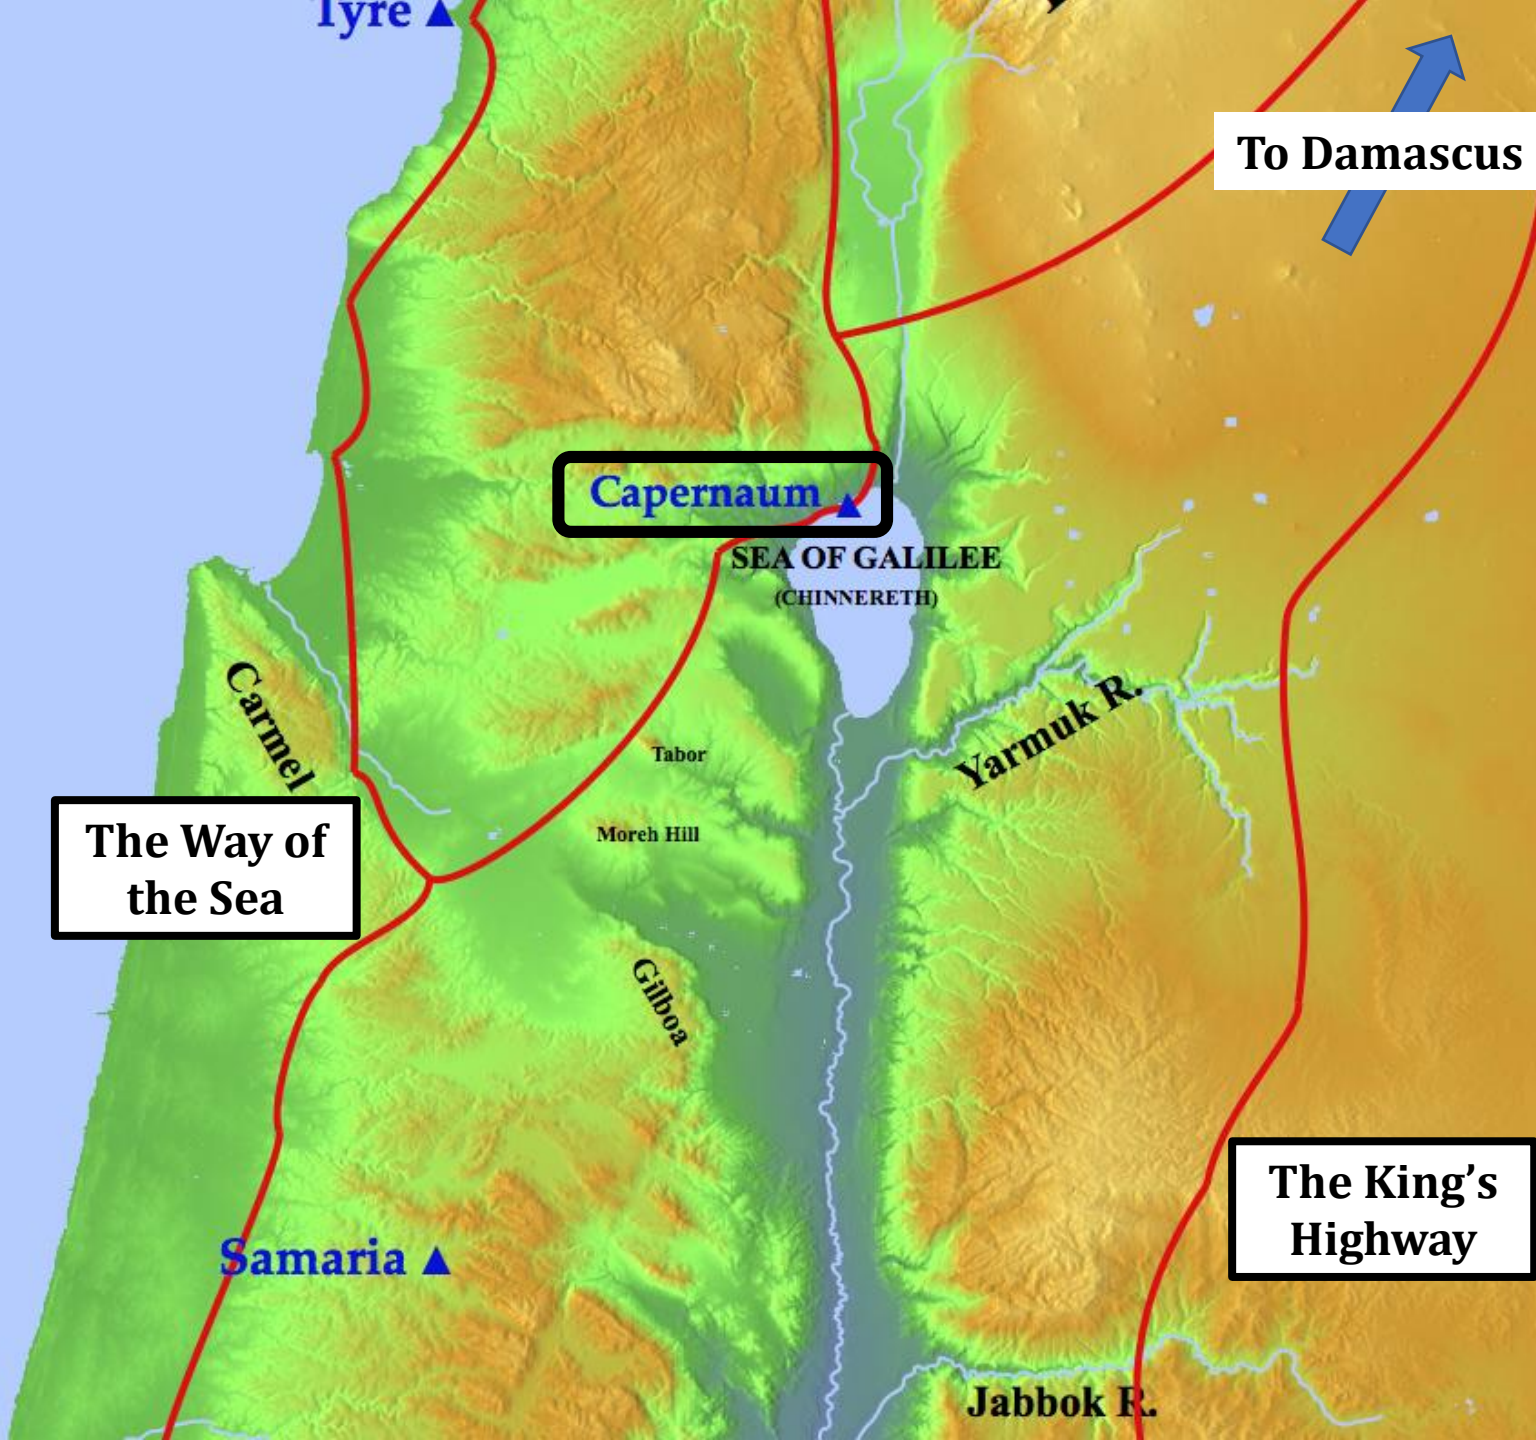 Tyre
To Damascus
Capernaum
SEA OF GALILEE
(CHINNERETH)
Carmel
Yarmuk R.
Tabor
Moreh Hill
The Way of
the Sea
Gilboa
The King's
Highway
Samaria
Jabbok R.